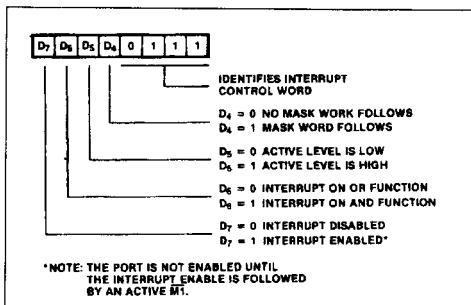 D₇ D₆ D₅ D₄ 0 1 1 1
IDENTIFIES INTERRUPT
CONTROL WORD
D₄ = 0 NO MASK WORK FOLLOWS
D₄ = 1 MASK WORD FOLLOWS
D₅ = 0 ACTIVE LEVEL IS LOW
D₅ = 1 ACTIVE LEVEL IS HIGH
D₆ = 0 INTERRUPT ON OR FUNCTION
D₆ = 1 INTERRUPT ON AND FUNCTION
D₇ = 0 INTERRUPT DISABLED
D₇ = 1 INTERRUPT ENABLED*
*NOTE: THE PORT IS NOT ENABLED UNTIL
THE INTERRUPT ENABLE IS FOLLOWED
BY AN ACTIVE M̅1̅.